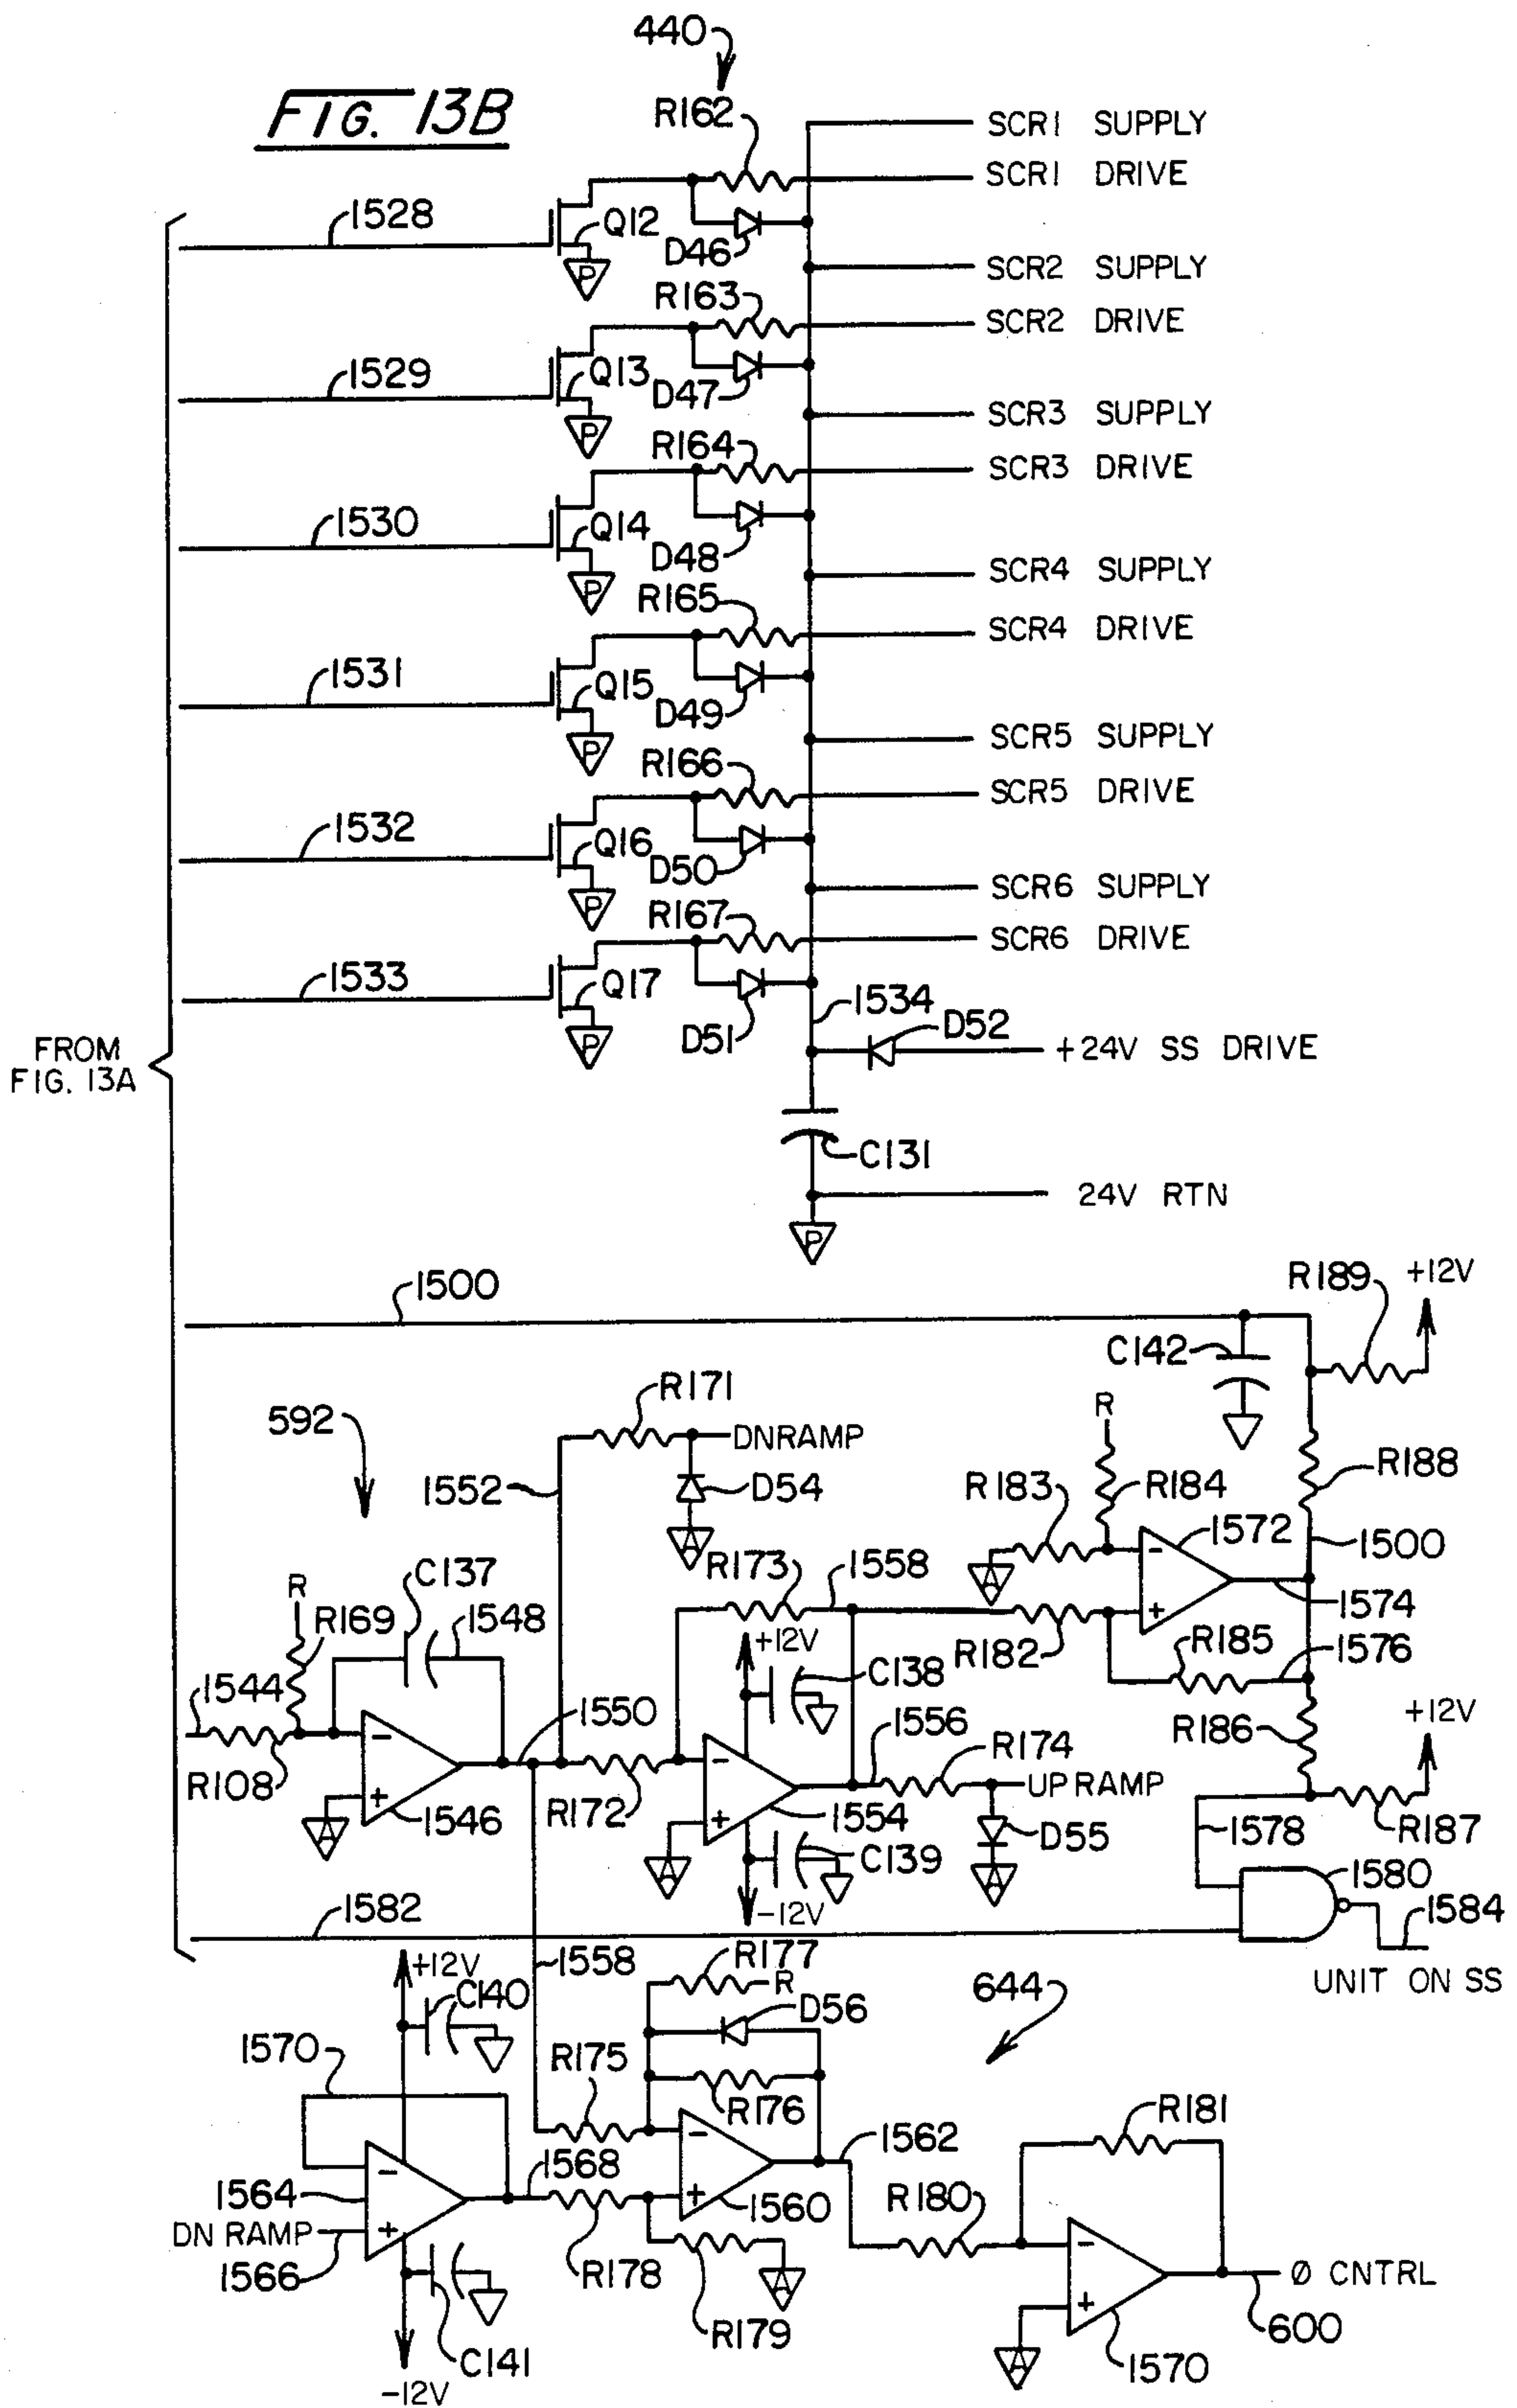 440
FIG. 13B
R162
SCR1 SUPPLY
SCR1 DRIVE
1528
Q12
D46
P
SCR2 SUPPLY
R163
SCR2 DRIVE
1529
Q13
D47
P
SCR3 SUPPLY
R164
SCR3 DRIVE
1530
Q14
D48
P
SCR4 SUPPLY
R165
SCR4 DRIVE
1531
Q15
D49
P
SCR5 SUPPLY
R166
SCR5 DRIVE
1532
Q16
D50
P
SCR6 SUPPLY
R167
SCR6 DRIVE
1533
Q17
D51
P
1534
D52
+24V SS DRIVE
FROM
FIG. 13A
C131
24V RTN
P
1500
R189
+12V
C142
R171
592
DNRAMP
R
R188
1552
D54
R183
R184
1572
1500
A
R173
1558
A
C137
R
R169
1548
+12V
1574
C138
R182
R185
1576
1544
1550
1556
R174
R186
+12V
R108
-
+
1546
A
R172
-
+
1554
UP RAMP
D55
A
C139
A
-12V
-
+
1578
R187
1580
1582
1584
UNIT ON SS
+12V
C140
1558
R177
R
D56
644
1570
R175
R176
R181
1564
-
+
1568
-
+
1560
1562
R180
DN RAMP
1566
R178
R179
A
-
+
Ø CNTRL
600
C141
-12V
A
1570